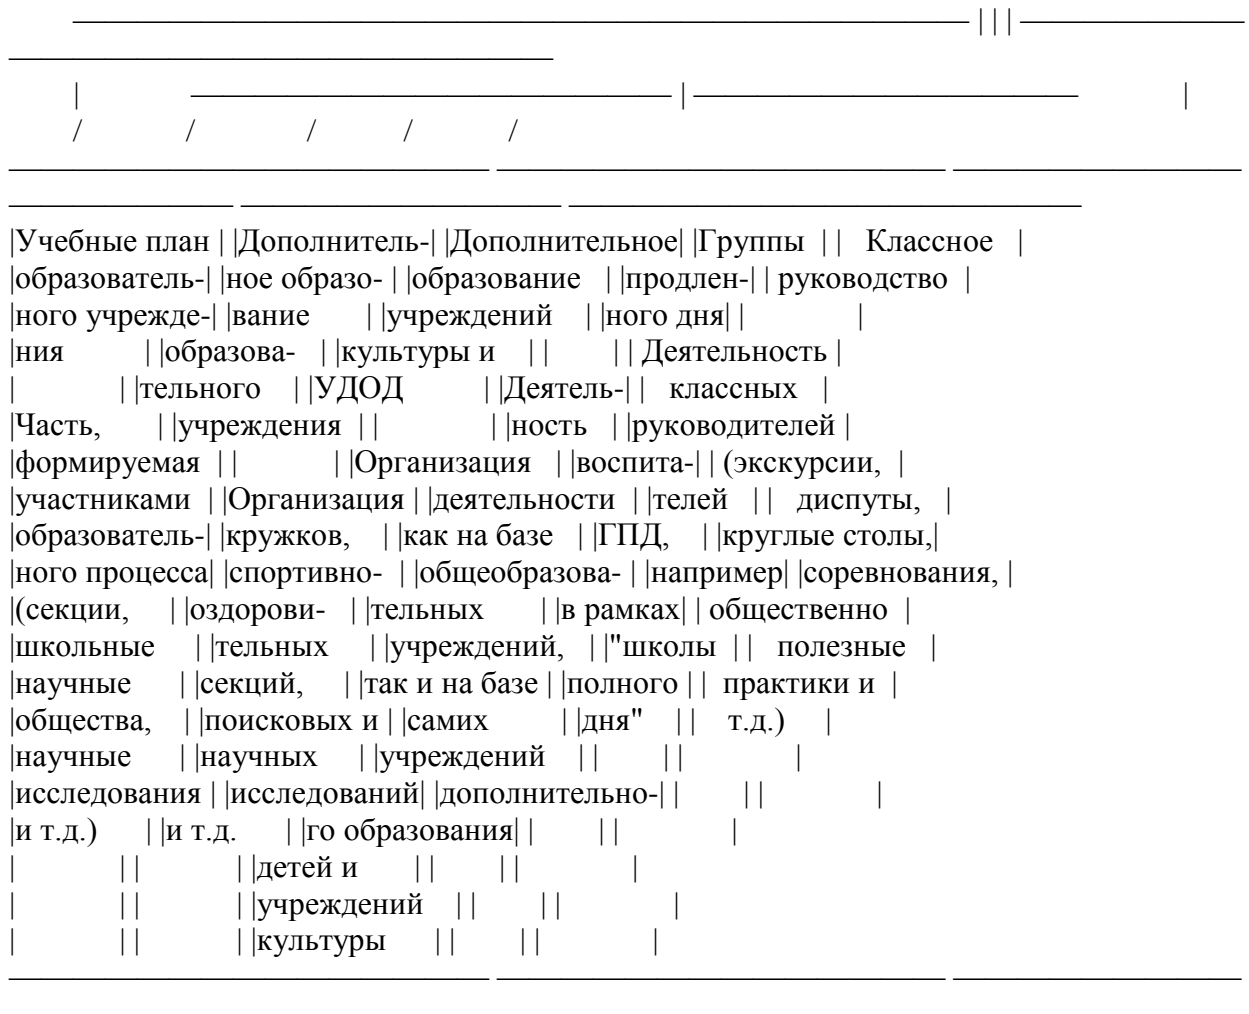 |Учебные план | |Дополнитель-| |Дополнительное| |Группы | | Классное |
|образователь-| |ное образо- | |образование | |продлен-| | руководство |
|ного учрежде-| |вание | |учреждений | |ного дня| | |
|ния | |образова- | |культуры и | | | | Деятельность |
| | |тельного | |УДОД | |Деятель-| | классных |
|Часть, | |учреждения | | | |ность | |руководителей |
|формируемая | | | |Организация | |воспита-| | (экскурсии, |
|участниками | |Организация | |деятельности | |телей | | диспуты, |
|образователь-| |кружков, | |как на базе | |ГПД, | |круглые столы,|
|ного процесса| |спортивно- | |общеобразова- | |например| |соревнования, |
|(секции, | |оздорови- | |тельных | |в рамках| | общественно |
|школьные | |тельных | |учреждений, | |"школы | | полезные |
|научные | |секций, | |так и на базе | |полного | | практики и |
|общества, | |поисковых и | |самих | |дня" | | т.д.) |
|научные | |научных | |учреждений | | | | |
|исследования | |исследований| |дополнительно-| | | | |
|и т.д.) | |и т.д. | |го образования| | | | |
| | | | |детей и | | | | |
| | | | |учреждений | | | | |
| | | | |культуры | | | | |